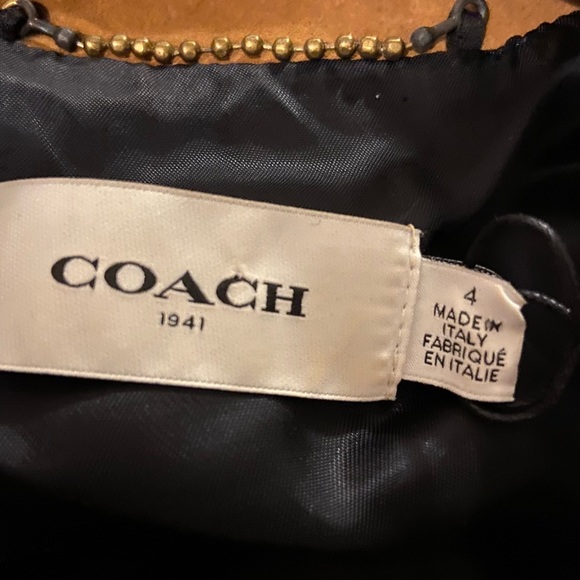 COACH
1941
4
MADE IN
ITALY
FABRIQUÉ
EN ITALIE